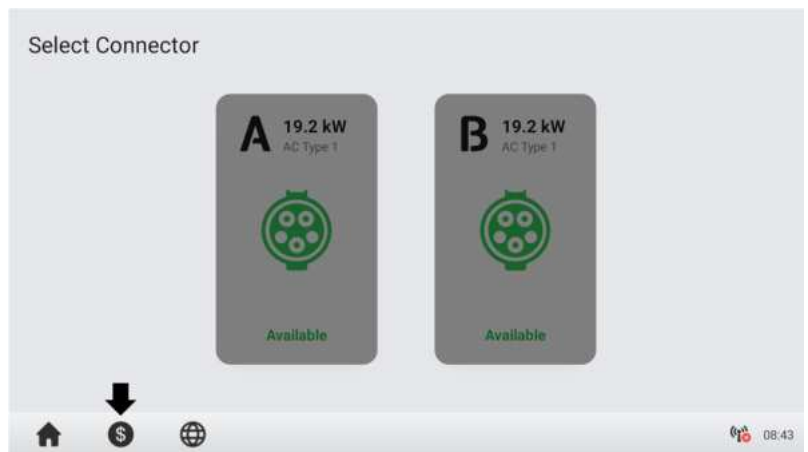 Select Connector
A 19.2 kW
AC Type 1
Available
B 19.2 kW
AC Type 1
Available
$
08:43